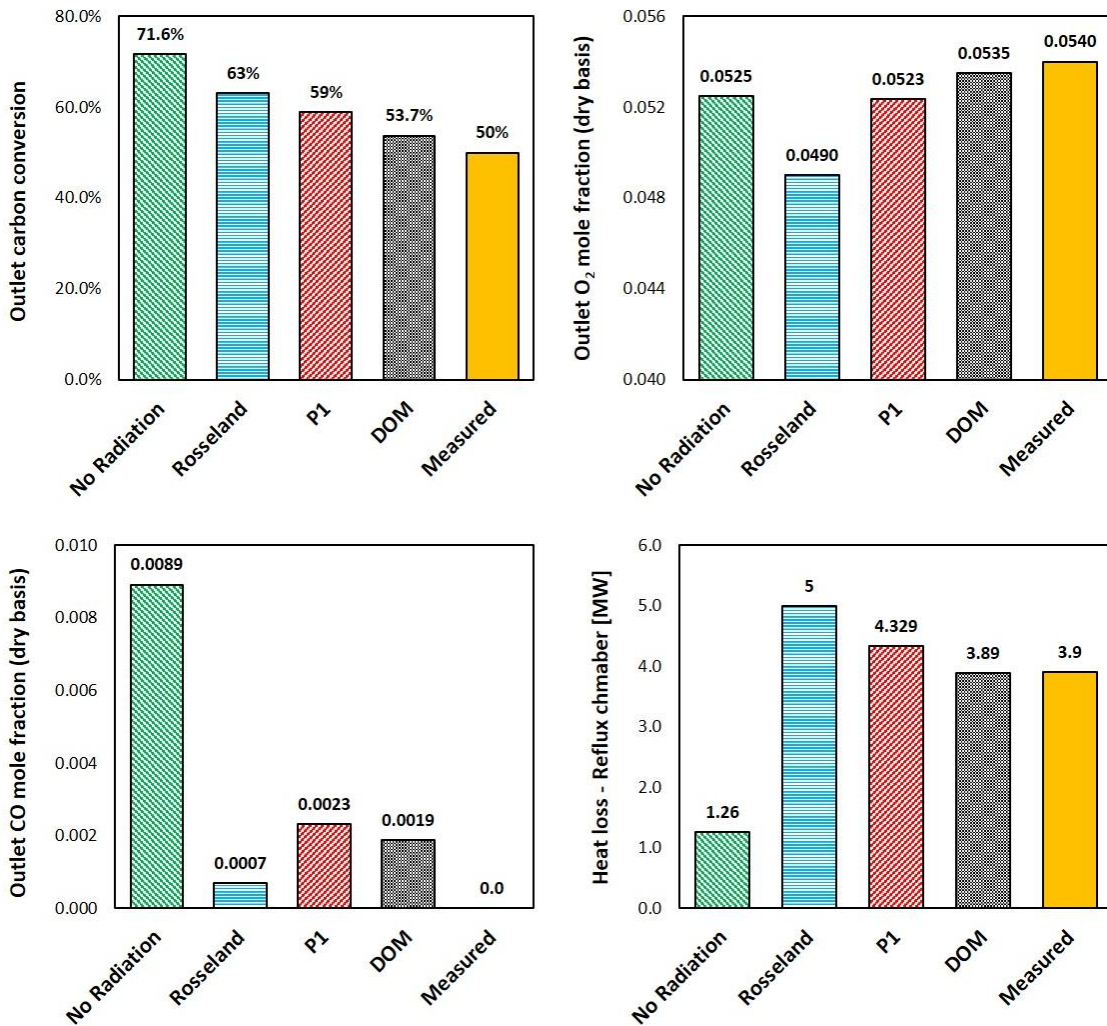 Outlet carbon conversion
80.0%
60.0%
40.0%
20.0%
0.0%
71.6%
63%
59%
53.7%
50%
No Radiation
Rosseland
P1
DOM
Measured
Outlet O₂ mole fraction (dry basis)
0.056
0.052
0.048
0.044
0.040
0.0525
0.0490
0.0523
0.0535
0.0540
No Radiation
Rosseland
P1
DOM
Measured
Outlet CO mole fraction (dry basis)
0.010
0.008
0.006
0.004
0.002
0.000
0.0089
0.0007
0.0023
0.0019
0.0
No Radiation
Rosseland
P1
DOM
Measured
Heat loss - Reflux chmaber [MW]
6.0
5.0
4.0
3.0
2.0
1.0
0.0
1.26
5
4.329
3.89
3.9
No Radiation
Rosseland
P1
DOM
Measured